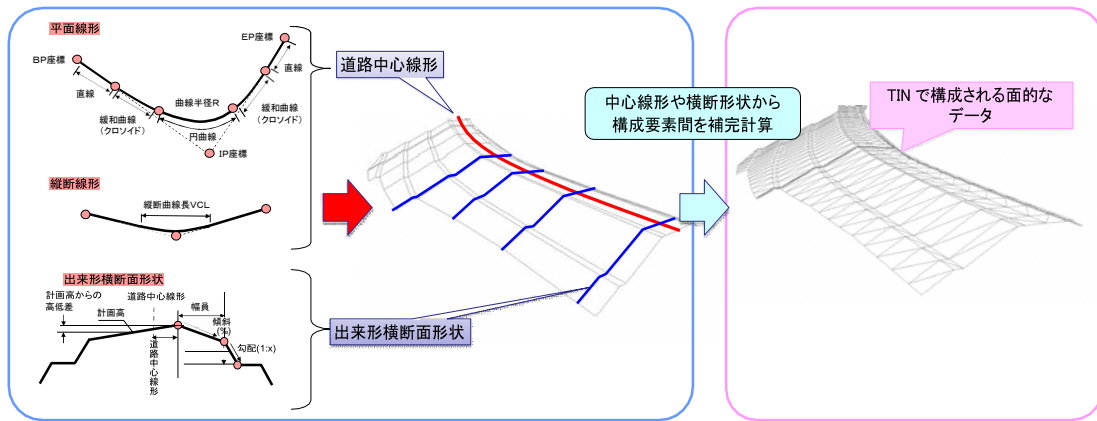 平面線形
BP座標
EP座標
直線
直線
曲線半径R
緩和曲線
(クロソイド)
緩和曲線
(クロソイド)
円曲線
IP座標
縦断線形
縦断曲線長VCL
出来形横断面形状
計画高からの
高低差
道路中心線形
幅員
計画高
傾斜
(%)
勾配(1:x)
道路中心線形
道路中心線形
出来形横断面形状
中心線形や横断形状から
構成要素間を補完計算
TINで構成される面的な
データ